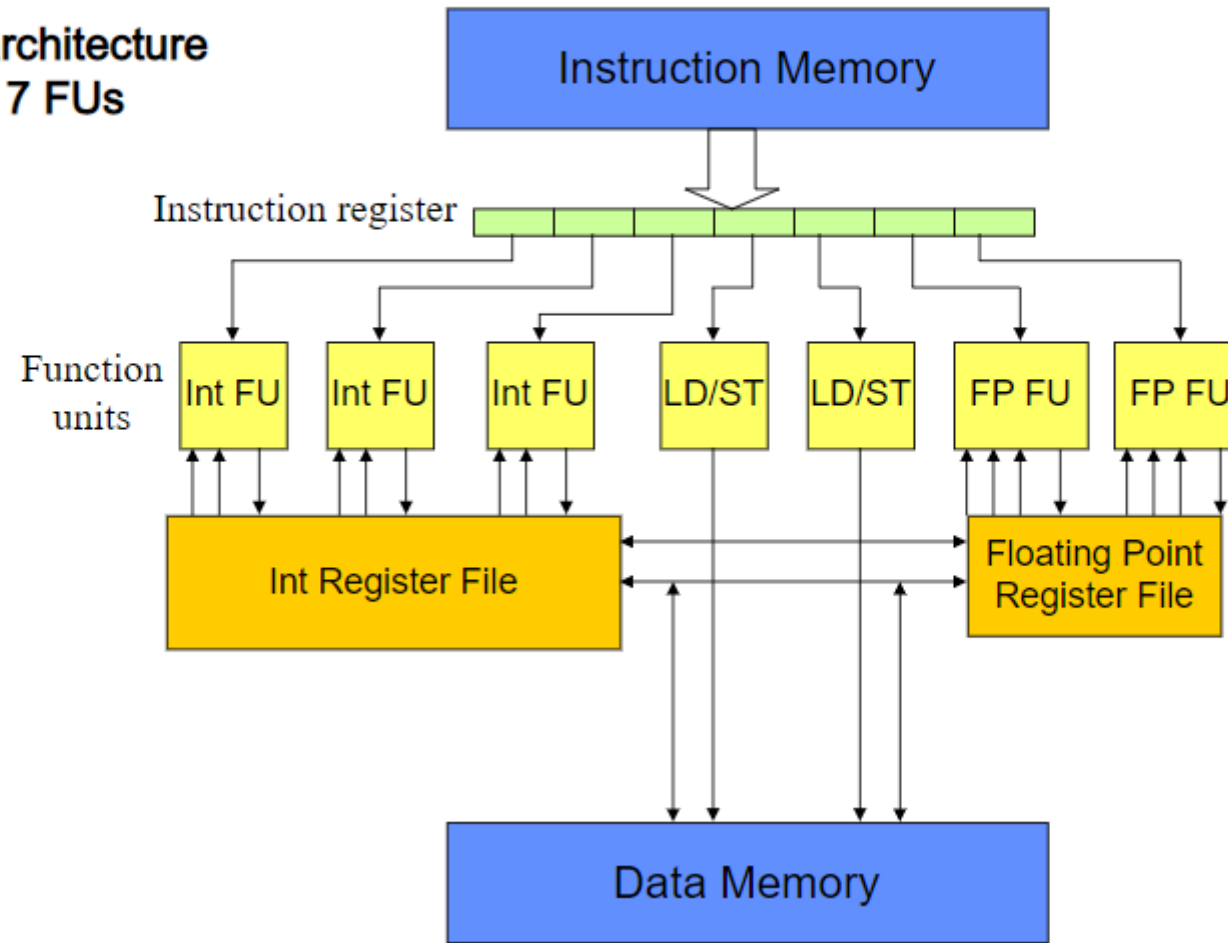 rchitecture
7 FUs
Instruction Memory
Instruction register
Function
units
Int FU
Int FU
Int FU
LD/ST
LD/ST
FP FU
FP FU
Int Register File
Floating Point
Register File
Data Memory